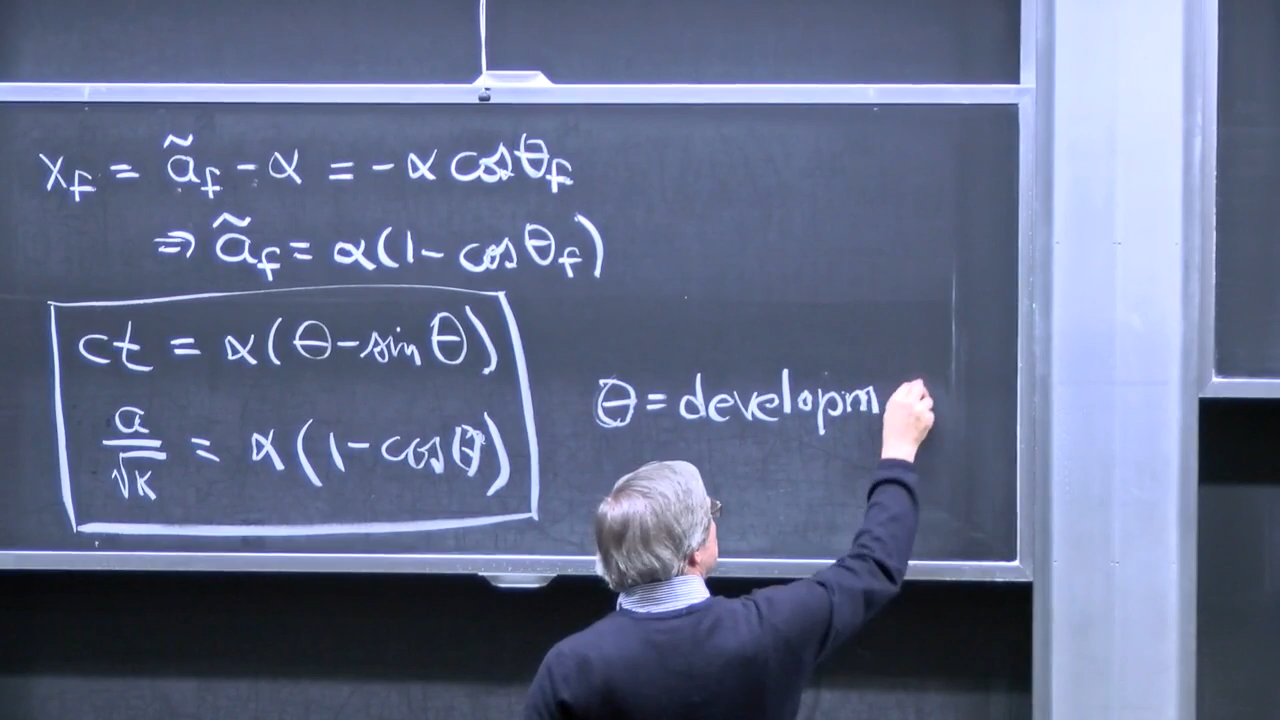 x_f = ã_f - α = -α cos θ_f
⇒ ã_f = α(1 - cos θ_f)
ct = α(θ - sin θ)
a/√k = α(1 - cos θ)
θ = developm